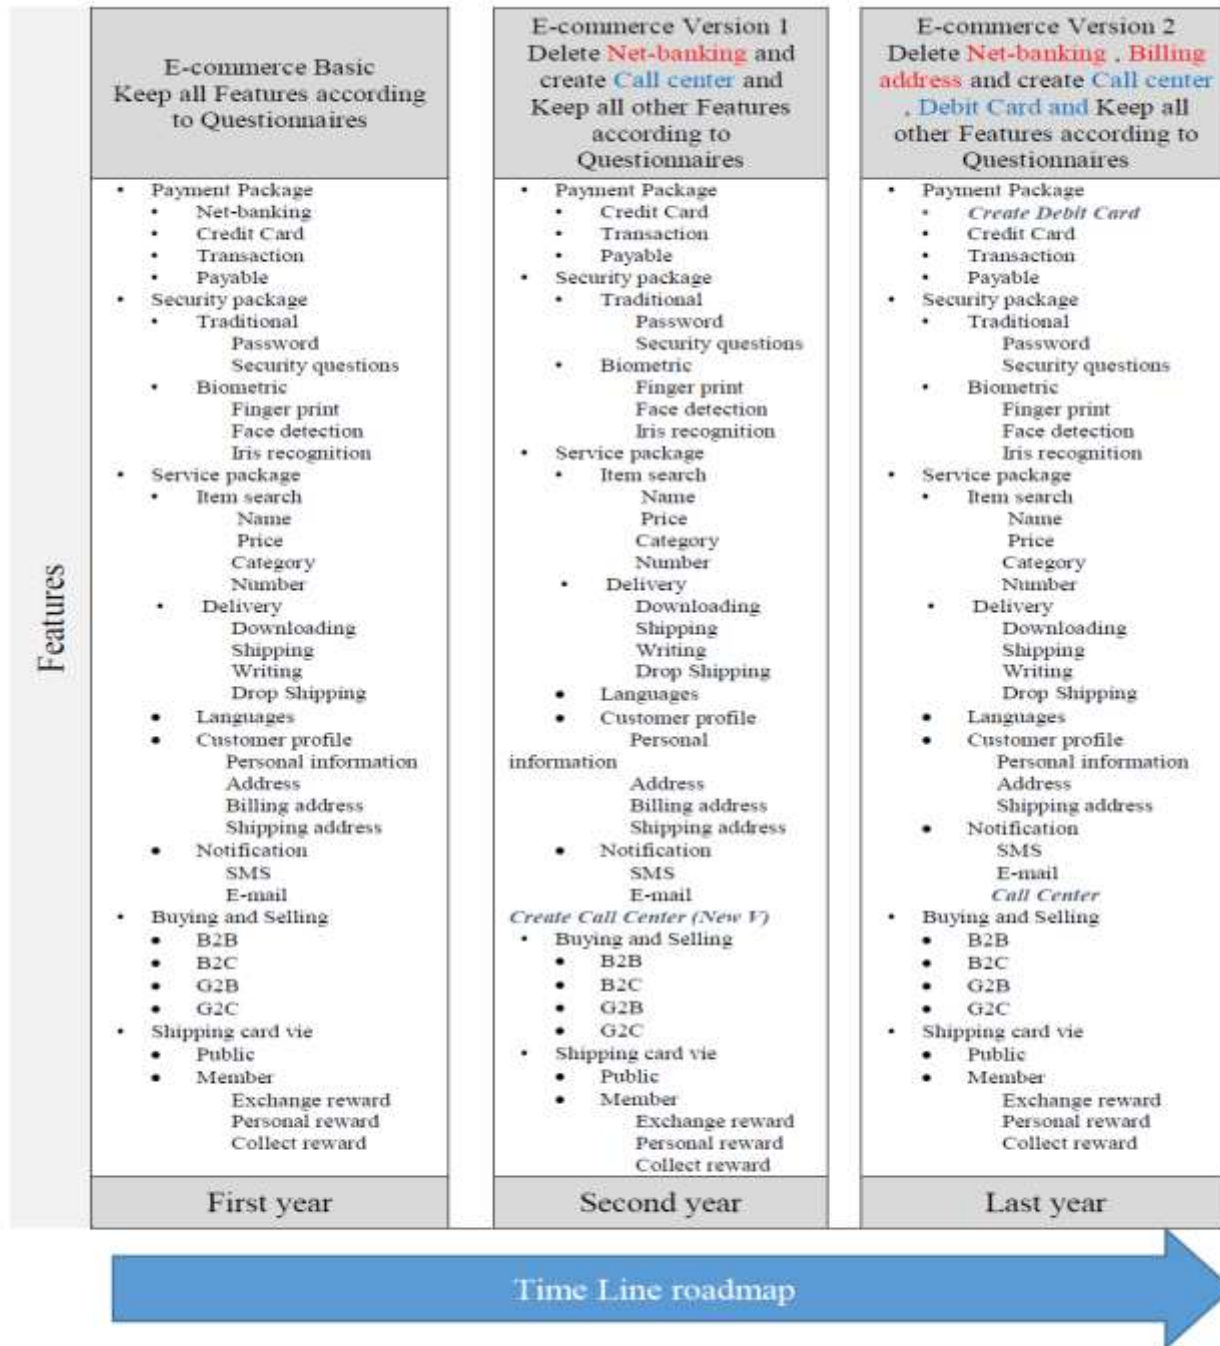 Features
E-commerce Basic
Keep all Features according
to Questionnaires
• Payment Package
• Net-banking
• Credit Card
• Transaction
• Payable
• Security package
• Traditional
Password
Security questions
• Biometric
Finger print
Face detection
Iris recognition
• Service package
• Item search
Name
Price
Category
Number
• Delivery
Downloading
Shipping
Writing
Drop Shipping
• Languages
• Customer profile
Personal information
Address
Billing address
Shipping address
• Notification
SMS
E-mail
• Buying and Selling
• B2B
• B2C
• G2B
• G2C
• Shipping card vie
• Public
• Member
Exchange reward
Personal reward
Collect reward
First year
E-commerce Version 1
Delete Net-banking and
create Call center and
Keep all other Features
according to
Questionnaires
• Payment Package
• Credit Card
• Transaction
• Payable
• Security package
• Traditional
Password
Security questions
• Biometric
Finger print
Face detection
Iris recognition
• Service package
• Item search
Name
Price
Category
Number
• Delivery
Downloading
Shipping
Writing
Drop Shipping
• Languages
• Customer profile
Personal
information
Address
Billing address
Shipping address
• Notification
SMS
E-mail
Create Call Center (New V)
• Buying and Selling
• B2B
• B2C
• G2B
• G2C
• Shipping card vie
• Public
• Member
Exchange reward
Personal reward
Collect reward
Second year
E-commerce Version 2
Delete Net-banking , Billing
address and create Call center
, Debit Card and Keep all
other Features according to
Questionnaires
• Payment Package
• Create Debit Card
• Credit Card
• Transaction
• Payable
• Security package
• Traditional
Password
Security questions
• Biometric
Finger print
Face detection
Iris recognition
• Service package
• Item search
Name
Price
Category
Number
• Delivery
Downloading
Shipping
Writing
Drop Shipping
• Languages
• Customer profile
Personal information
Address
Shipping address
• Notification
SMS
E-mail
Call Center
• Buying and Selling
• B2B
• B2C
• G2B
• G2C
• Shipping card vie
• Public
• Member
Exchange reward
Personal reward
Collect reward
Last year
Time Line roadmap